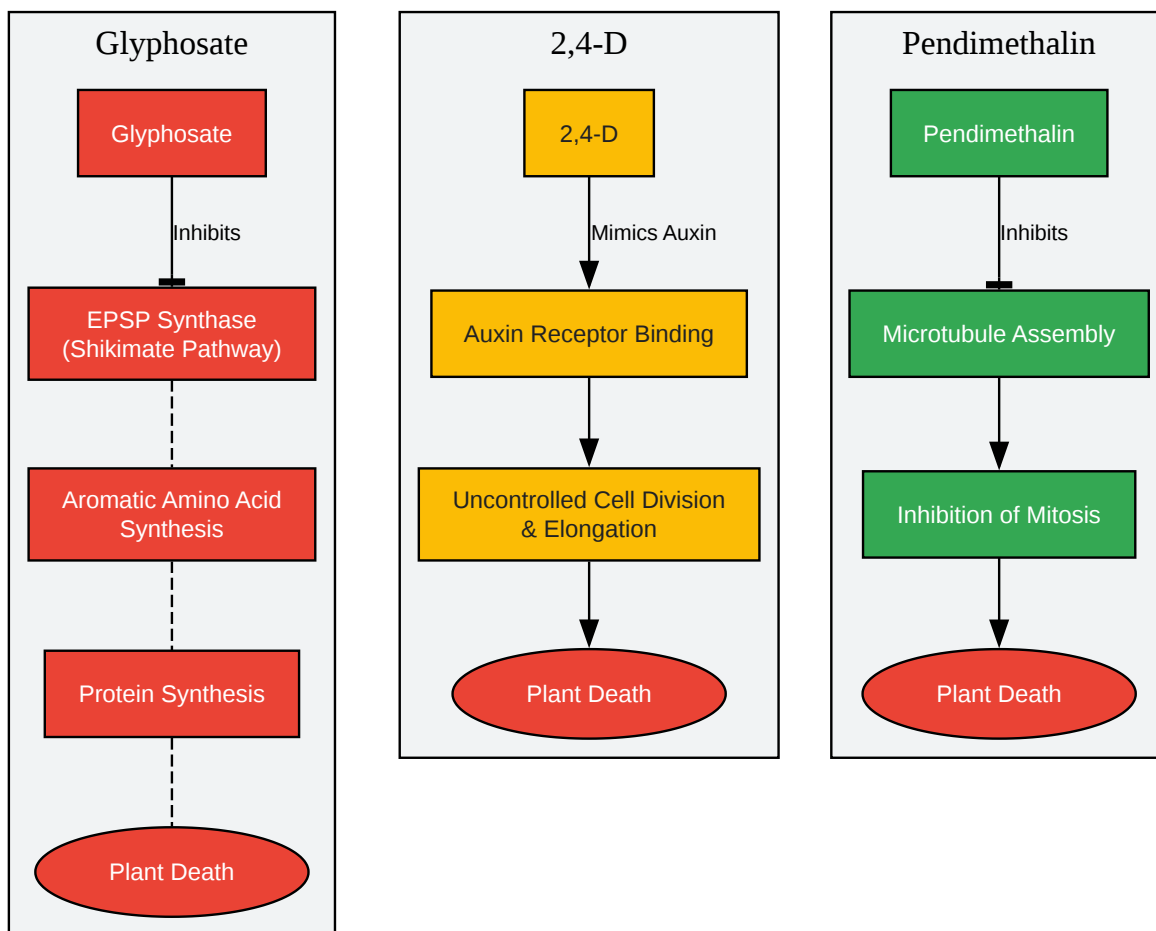 Glyphosate
Glyphosate
Inhibits
EPSP Synthase
(Shikimate Pathway)
Aromatic Amino Acid
Synthesis
Protein Synthesis
Plant Death
2,4-D
2,4-D
Mimics Auxin
Auxin Receptor Binding
Uncontrolled Cell Division
& Elongation
Plant Death
Pendimethalin
Pendimethalin
Inhibits
Microtubule Assembly
Inhibition of Mitosis
Plant Death